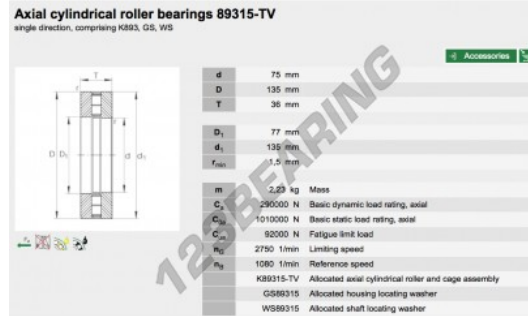 Axial cylindrical roller bearings 89315-TV
single direction, comprising K893, GS, WS
Accessories
d 75 mm
D 135 mm
T 36 mm
D₁ 77 mm
d₁ 135 mm
rmin 1,5 mm
m 2,23 kg Mass
Ca 290000 N Basic dynamic load rating, axial
C0a 1010000 N Basic static load rating, axial
Cua 92000 N Fatigue limit load
nG 2750 1/min Limiting speed
nB 1080 1/min Reference speed
K89315-TV Allocated axial cylindrical roller and cage assembly
GS89315 Allocated housing locating washer
WS89315 Allocated shaft locating washer
T
r
r
D D₁ d d₁
123BEARING